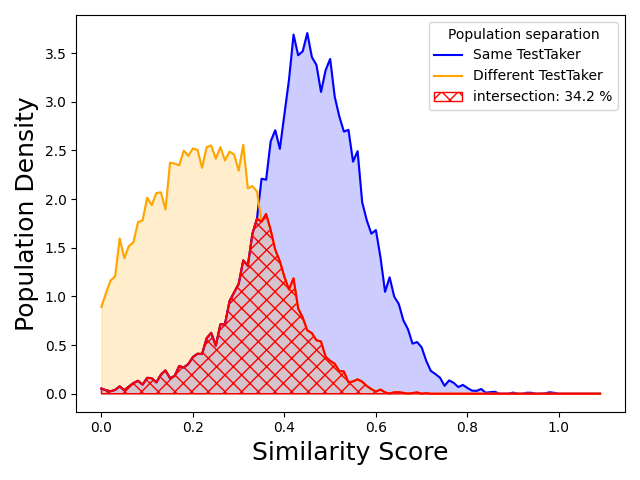 Population separation
Same TestTaker
Different TestTaker
intersection: 34.2 %
Population Density
3.5
3.0
2.5
2.0
1.5
1.0
0.5
0.0
0.0 0.2 0.4 0.6 0.8 1.0
Similarity Score